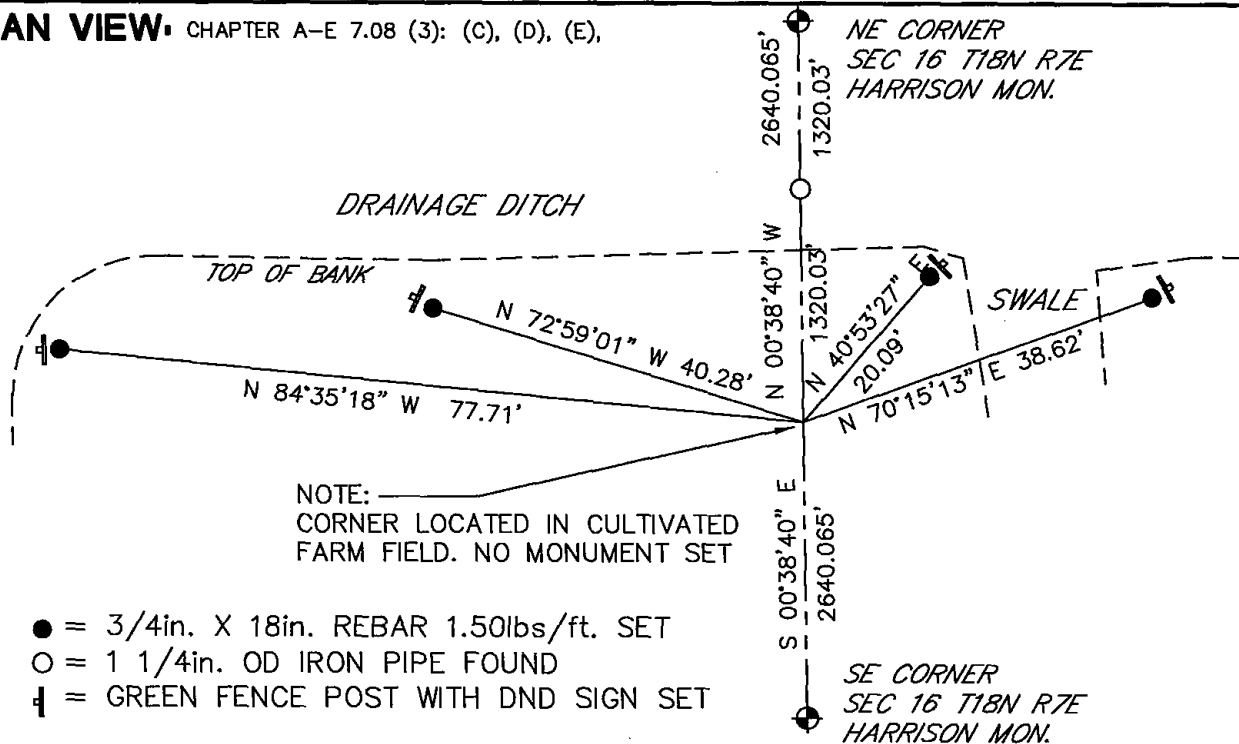 AN VIEW: CHAPTER A-E 7.08 (3): (C), (D), (E),
NE CORNER
SEC 16 T18N R7E
HARRISON MON.
2640.065'
1320.03'
DRAINAGE DITCH
TOP OF BANK
N 00°38'40" W
1320.03'
N 40°53'27" E
20.09'
SWALE
N 72°59'01" W 40.28'
N 84°35'18" W 77.71'
N 70°15'13" E 38.62'
NOTE:
CORNER LOCATED IN CULTIVATED
FARM FIELD. NO MONUMENT SET
S 00°38'40" E
2640.065'
= 3/4in. X 18in. REBAR 1.50lbs/ft. SET
= 1 1/4in. OD IRON PIPE FOUND
= GREEN FENCE POST WITH DND SIGN SET
SE CORNER
SEC 16 T18N R7E
HARRISON MON.